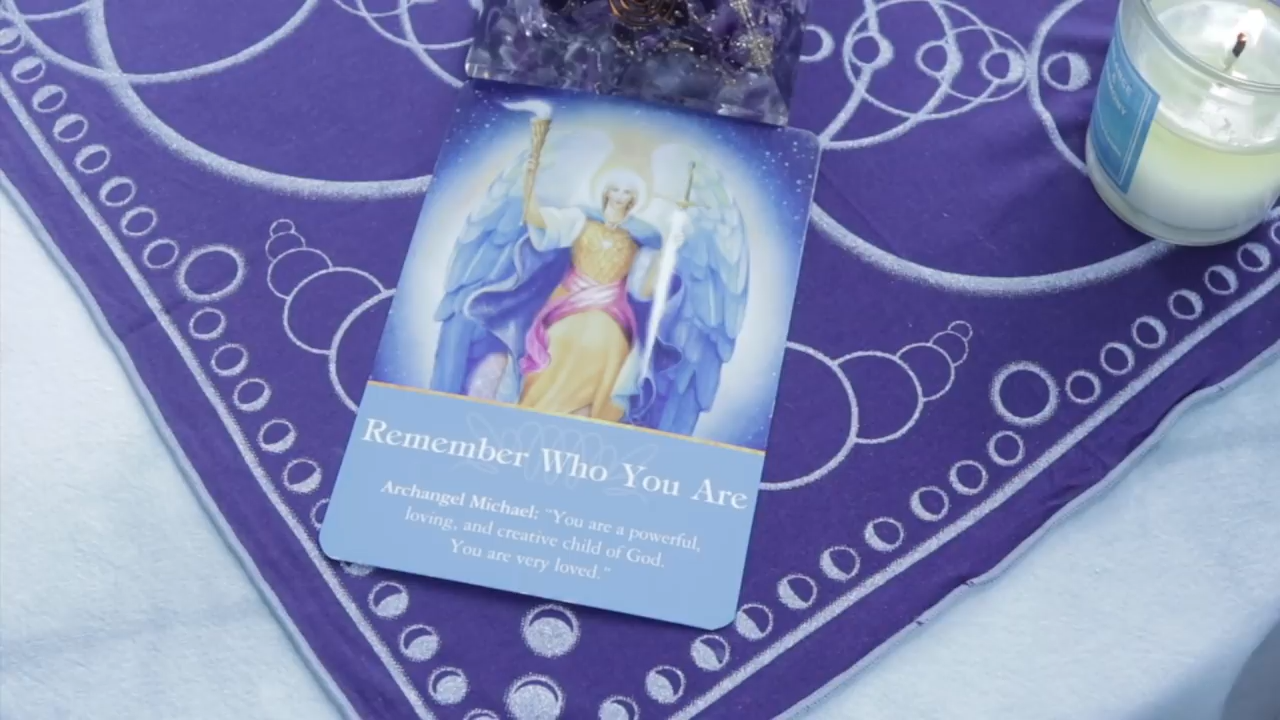 Remember Who You Are
Archangel Michael: "You are a powerful,
loving, and creative child of God.
You are very loved."